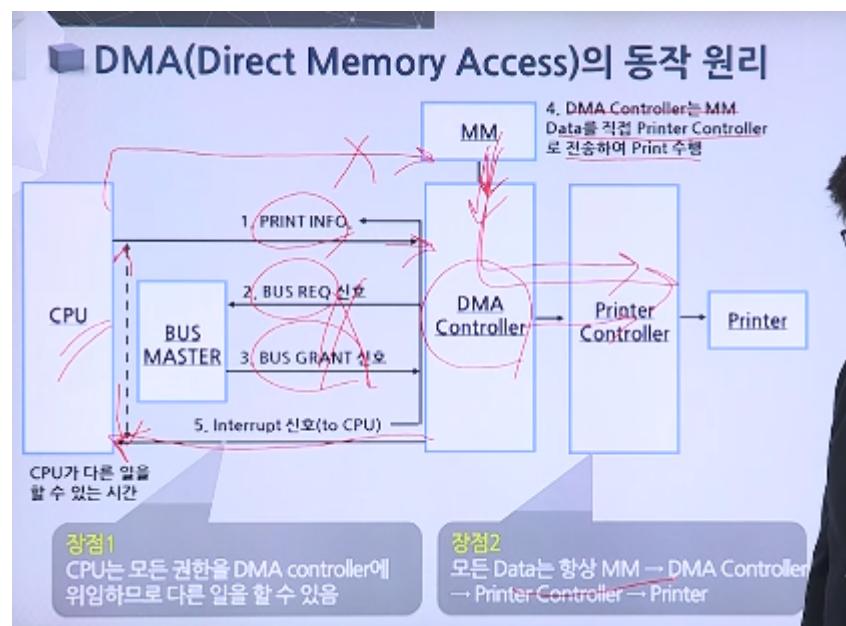 DMA(Direct Memory Access)의 동작 원리
MM
4. DMA Controller는 MM
Data를 직접 Printer Controller
로 전송하여 Print 수행
1. PRINT INFO
2. BUS REQ 신호
CPU
BUS
MASTER
DMA
Controller
Printer
Controller
Printer
3. BUS GRANT 신호
5. Interrupt 신호(to CPU)
CPU가 다른 일을
할 수 있는 시간
장점1
CPU는 모든 권한을 DMA controller에
위임하므로 다른 일을 할 수 있음
장점2
모든 Data는 항상 MM → DMA Controller
→ Printer Controller → Printer